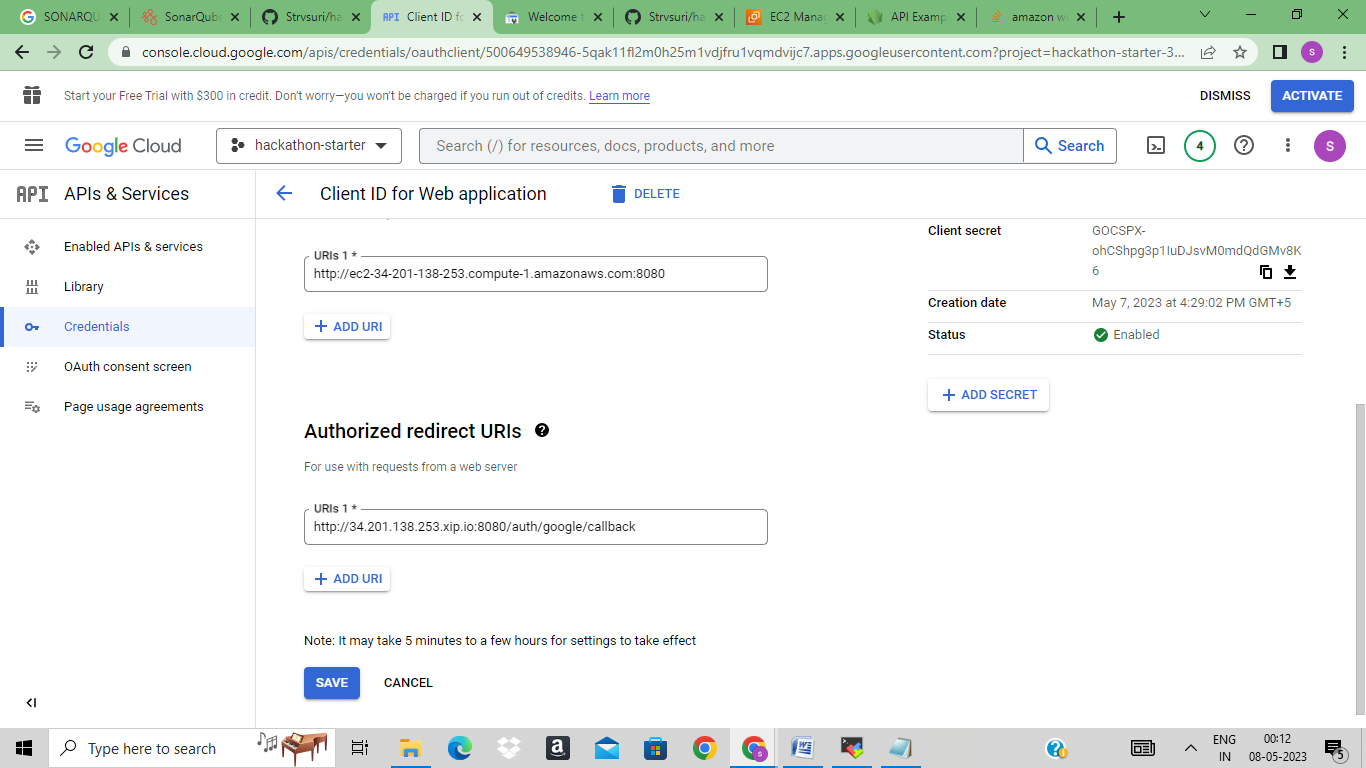 SONARQU
SonarQub
Strvsuri/ha
Client ID fo
Welcome t
Strvsuri/ha
EC2 Manag
API Examp
amazon w
console.cloud.google.com/apis/credentials/oauthclient/500649538946-5qak11fl2m0h25m1vdjfru1vqmdvijc7.apps.googleusercontent.com?project=hackathon-starter-3...
S
Start your Free Trial with $300 in credit. Don't worry—you won't be charged if you run out of credits. Learn more
DISMISS
ACTIVATE
Google Cloud
hackathon-starter
Search (/) for resources, docs, products, and more
Search
4
S
API APIs & Services
Client ID for Web application
DELETE
Enabled APIs & services
Library
Credentials
OAuth consent screen
Page usage agreements
URIs 1 *
http://ec2-34-201-138-253.compute-1.amazonaws.com:8080
ADD URI
Client secret
GOCSPX-
ohCShpg3p1IuDJsvM0mdQdGMv8K
6
Creation date
May 7, 2023 at 4:29:02 PM GMT+5
Status
Enabled
ADD SECRET
Authorized redirect URIs
For use with requests from a web server
URIs 1 *
http://34.201.138.253.xip.io:8080/auth/google/callback
ADD URI
Note: It may take 5 minutes to a few hours for settings to take effect
SAVE
CANCEL
Type here to search
ENG
IN
00:12
08-05-2023
5